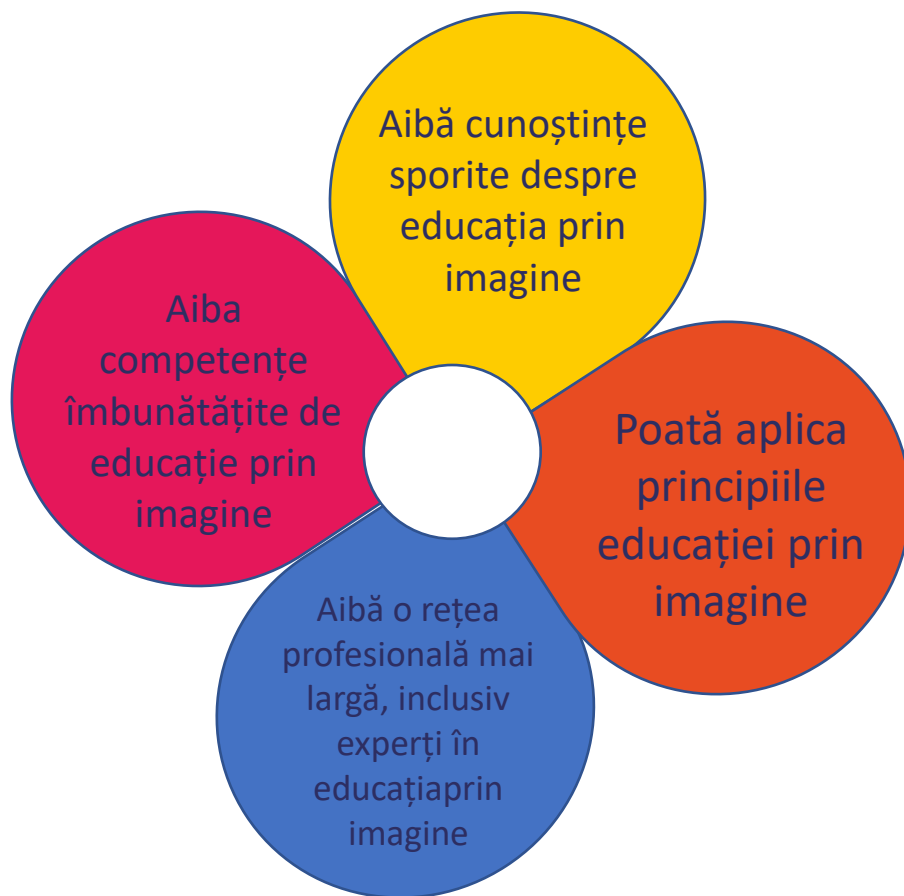 Aibă cunoștințe
sporite despre
educația prin
imagine
Poată aplica
principiile
educației prin
imagine
Aibă o rețea
profesională mai
largă, inclusiv
experți în
educațiaprin
imagine
Aiba
competențe
îmbunătățite de
educație prin
imagine